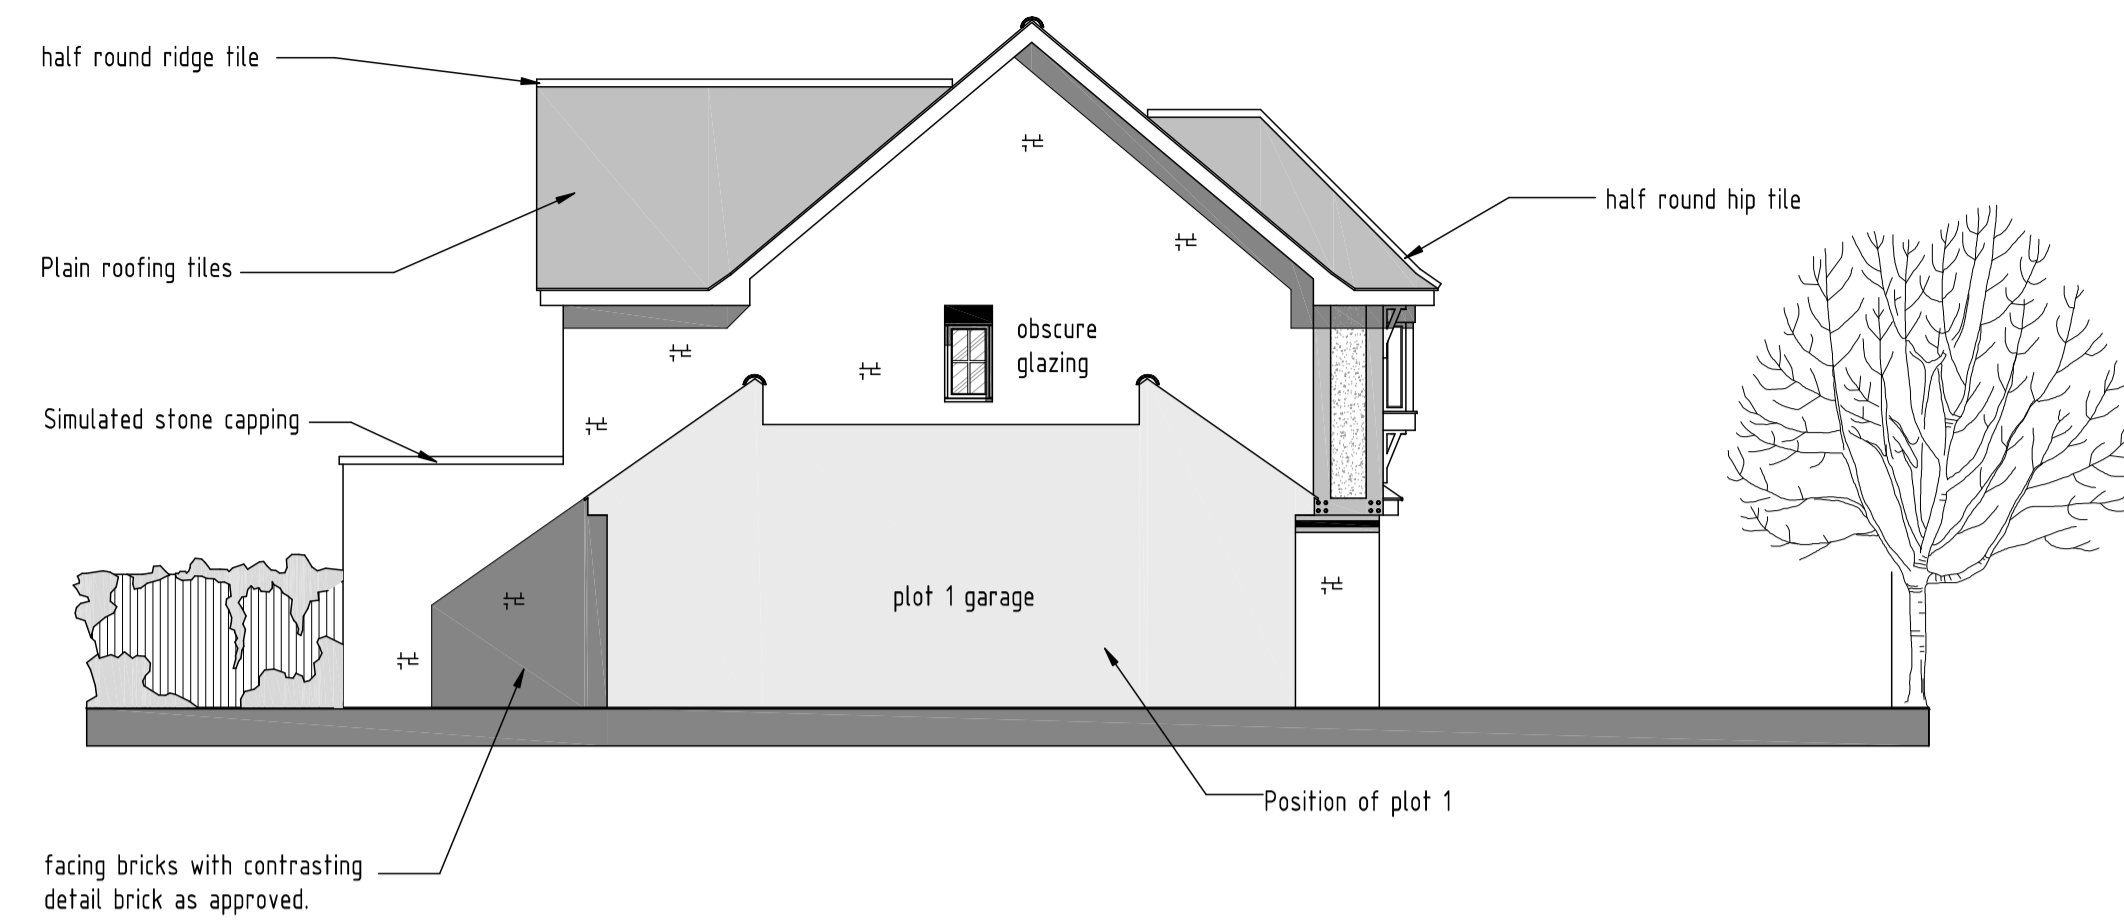 half round ridge tile
half round hip tile
Plain roofing tiles
obscure
glazing
Simulated stone capping
plot 1 garage
Position of plot 1
facing bricks with contrasting
detail brick as approved.